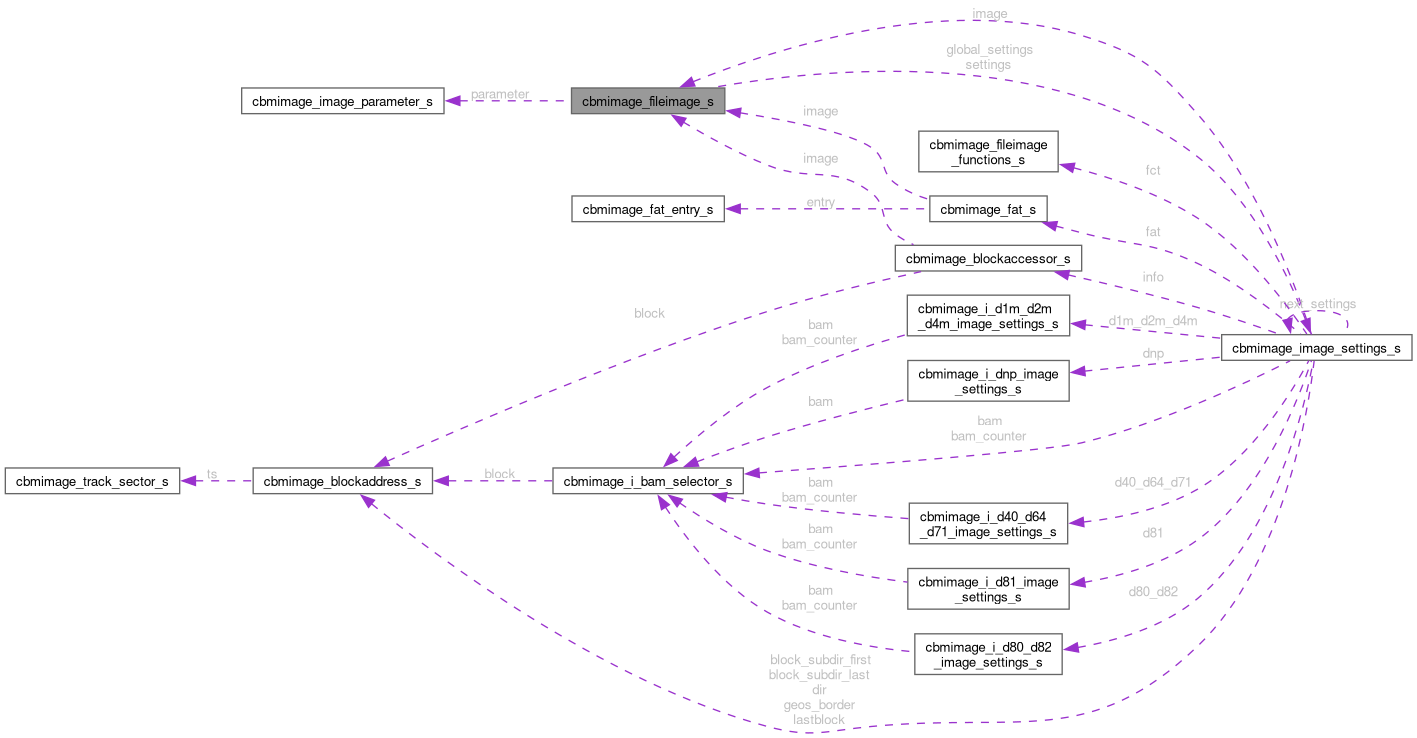 image
global_settings
settings
cbmimage_image_parameter_s
parameter
cbmimage_fileimage_s
image
cbmimage_fileimage
_functions_s
image
fct
cbmimage_fat_entry_s
entry
cbmimage_fat_s
fat
cbmimage_blockaccessor_s
info
block
bam
bam_counter
cbmimage_i_d1m_d2m
_d4m_image_settings_s
d1m_d2m_d4m
next_settings
cbmimage_image_settings_s
dnp
cbmimage_i_dnp_image
_settings_s
bam
bam
bam_counter
cbmimage_track_sector_s
ts
cbmimage_blockaddress_s
block
cbmimage_i_bam_selector_s
bam
bam_counter
d40_d64_d71
cbmimage_i_d40_d64
_d71_image_settings_s
bam
bam_counter
d81
cbmimage_i_d81_image
_settings_s
bam
bam_counter
d80_d82
cbmimage_i_d80_d82
_image_settings_s
block_subdir_first
block_subdir_last
dir
geos_border
lastblock